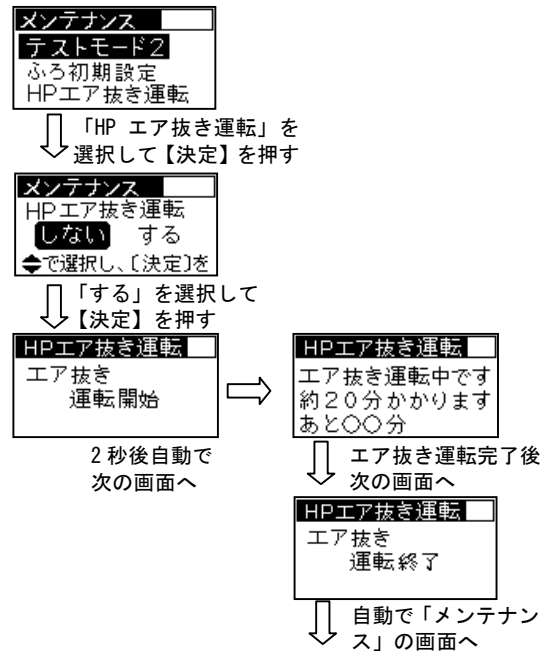 メンテナンス
テストモード2
ふろ初期設定
HPエア抜き運転
「HP エア抜き運転」を
選択して【決定】を押す
メンテナンス
HPエア抜き運転
しない する
◆で選択し、〔決定〕を
「する」を選択して
【決定】を押す
HPエア抜き運転
エア抜き
運転開始
2秒後自動で
次の画面へ
HPエア抜き運転
エア抜き運転中です
約20分かかります
あと〇〇分
エア抜き運転完了後
次の画面へ
HPエア抜き運転
エア抜き
運転終了
自動で「メンテナン
ス」の画面へ